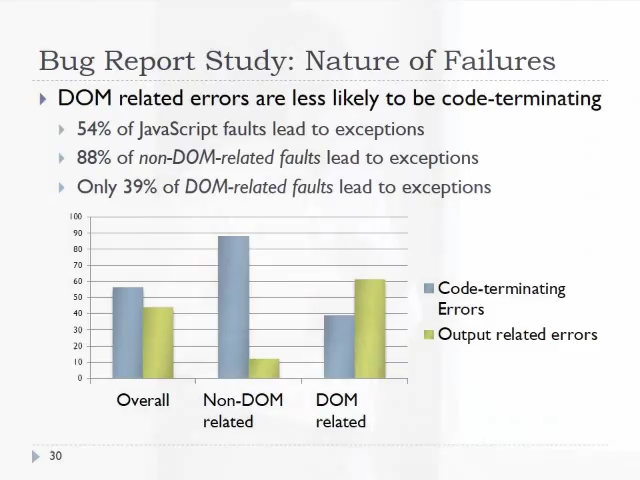 Bug Report Study: Nature of Failures
DOM related errors are less likely to be code-terminating
54% of JavaScript faults lead to exceptions
88% of non-DOM-related faults lead to exceptions
Only 39% of DOM-related faults lead to exceptions
100
90
80
70
60
50
40
30
20
10
0
Overall
Non-DOM
related
DOM
related
Code-terminating
Errors
Output related errors
30